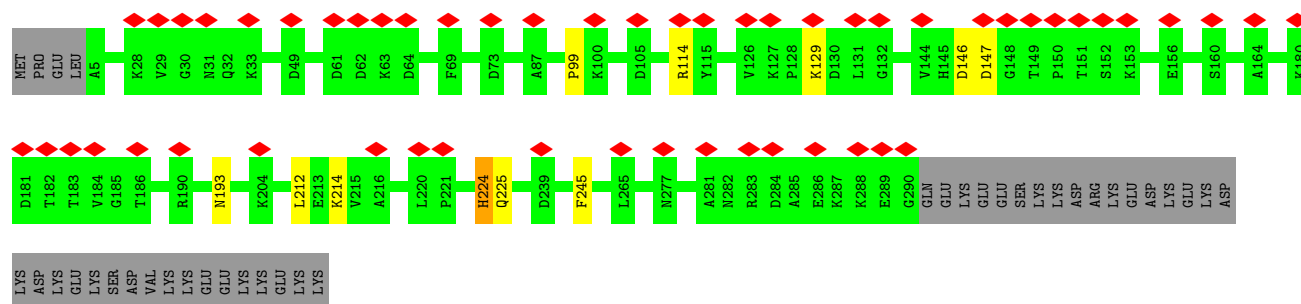 MET PRO GLU LEU A5 K28 V29 G30 N31 Q32 K33 D49 D61 D62 K63 D64 F69 D73 A87 P99 K100 D105 R114 Y115 V126 K127 P128 K129 D130 L131 G132 V144 H145 D146 D147 G148 T149 P150 T151 S152 K153 E156 S160 A164 K180
D181 T182 T183 V184 G185 T186 R190 N193 K204 L212 E213 K214 V215 A216 L220 P221 H224 Q225 D239 F245 L265 N277 A281 N282 R283 D284 A285 E286 K287 K288 E289 G290 GLN GLU LYS GLU GLU SER LYS LYS ASP ARG LYS GLU ASP LYS GLU LYS ASP
LYS ASP LYS GLU LYS SER ASP VAL LYS LYS GLU GLU LYS LYS GLU LYS LYS